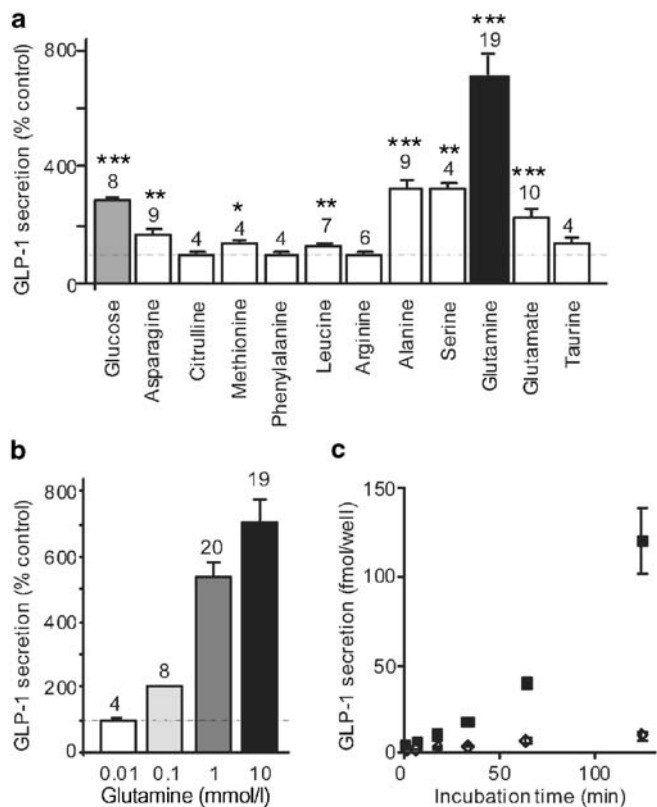 a
GLP-1 secretion (% control)
800
400
0
***
8
**
9
4
*
4
4
**
7
6
***
9
**
4
***
19
***
10
4
Glucose
Asparagine
Citrulline
Methionine
Phenylalanine
Leucine
Arginine
Alanine
Serine
Glutamine
Glutamate
Taurine
b
GLP-1 secretion (% control)
800
600
400
200
0
4
8
20
19
0.01 0.1 1 10
Glutamine (mmol/l)
c
GLP-1 secretion (fmol/well)
150
100
50
0
0 50 100
Incubation time (min)